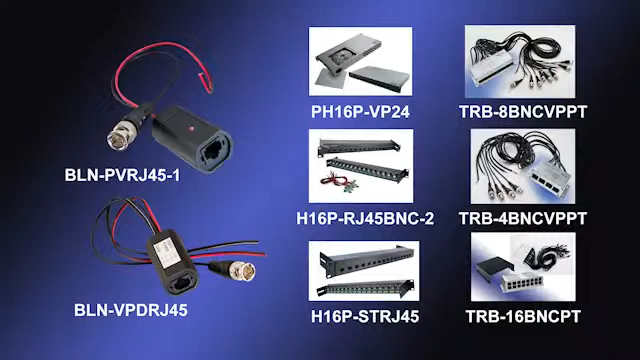 BLN-PVRJ45-1
BLN-VPDRJ45
PH16P-VP24
H16P-RJ45BNC-2
H16P-STRJ45
TRB-8BNCVPPT
TRB-4BNCVPPT
TRB-16BNCPT